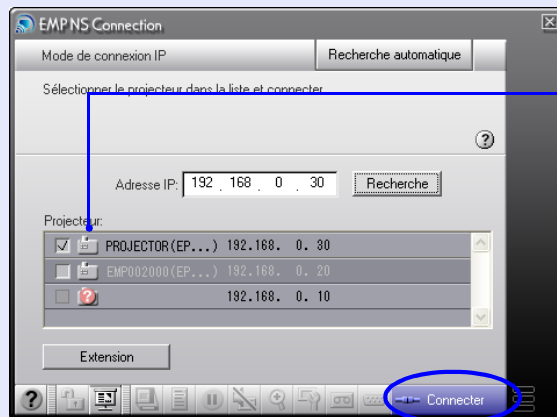 EMP NS Connection
Mode de connexion IP
Recherche automatique
Sélectionner le projecteur dans la liste et connecter
Adresse IP: 192 . 168 . 0 . 30 Recherche
Projecteur:
PROJECTOR(EP...) 192.168. 0. 30
EMP002000(EP...) 192.168. 0. 20
192.168. 0. 10
Extension
Connecter